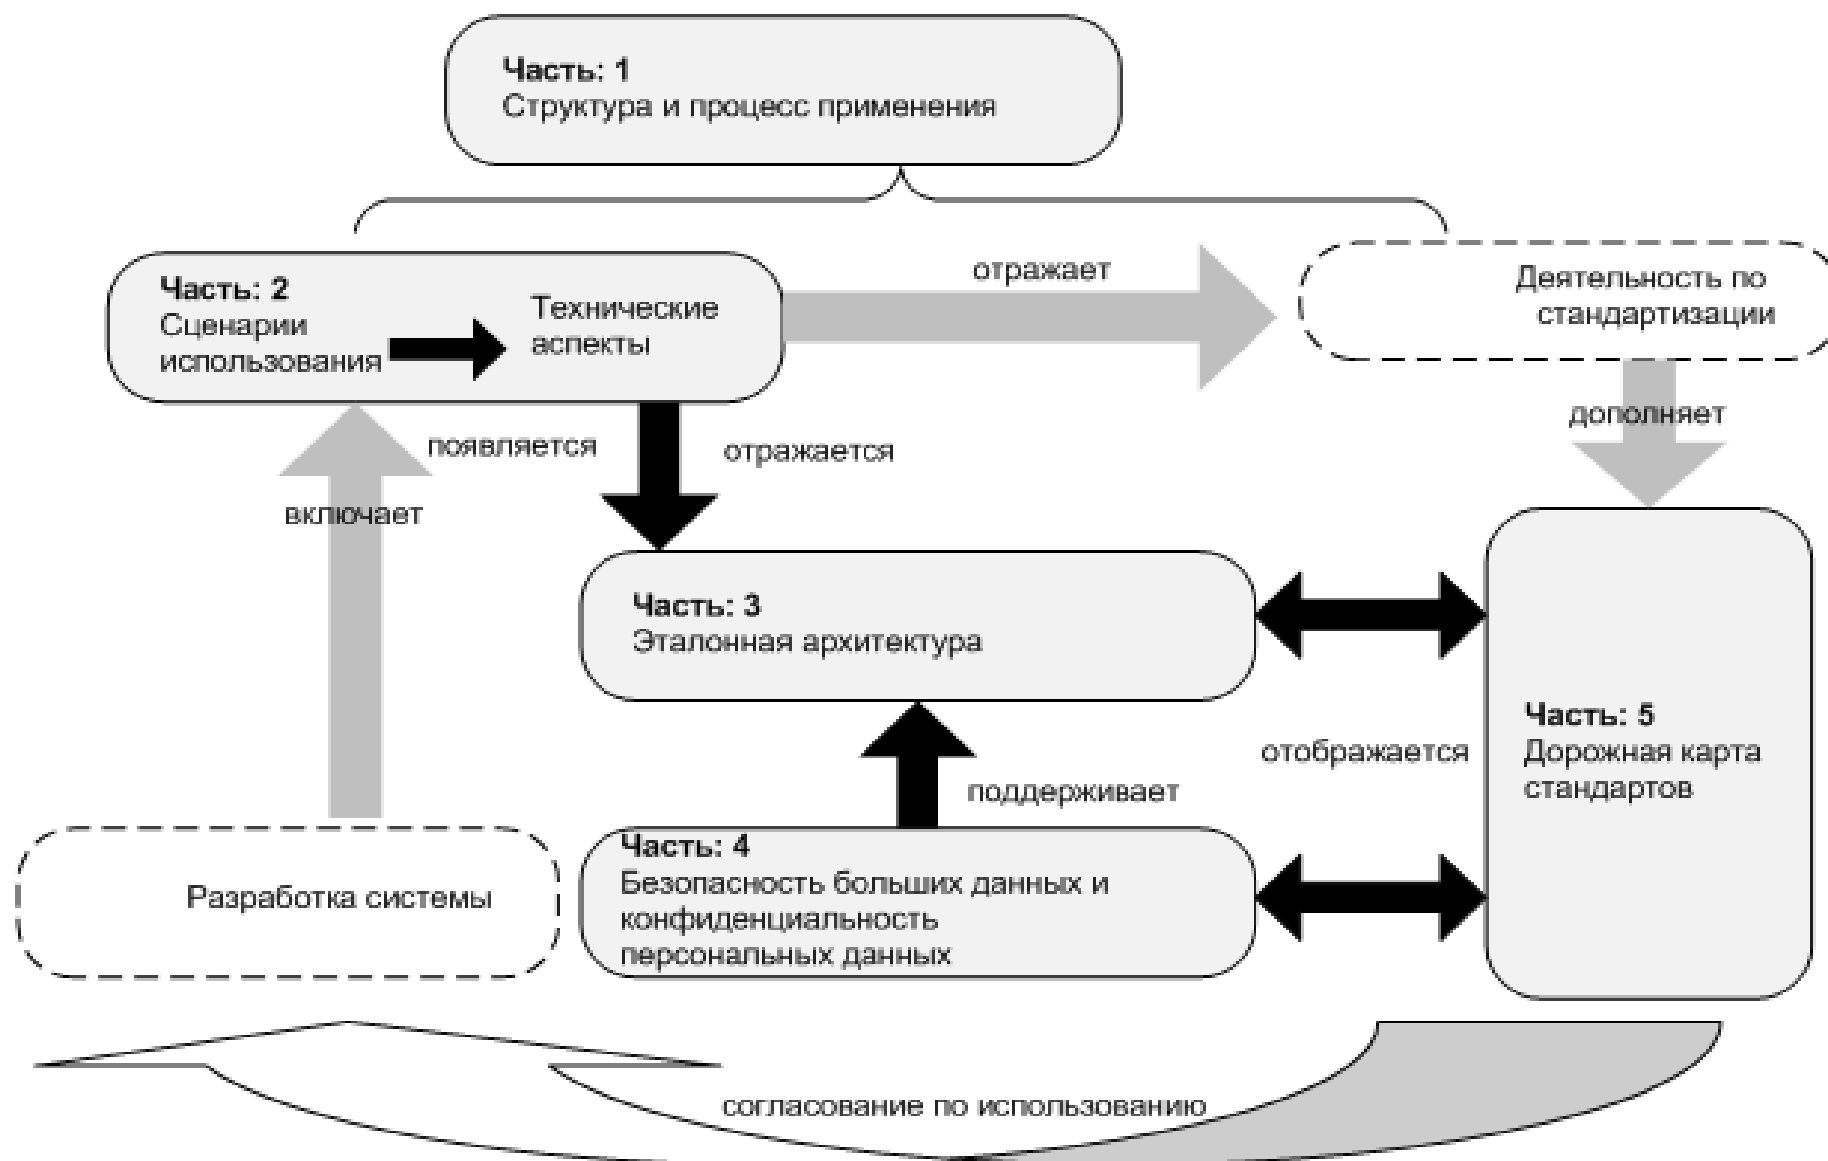 Часть: 1
Структура и процесс применения
отражает
Часть: 2
Сценарии
использования
Технические
аспекты
Деятельность по
стандартизации
дополняет
появляется
отражается
включает
Часть: 3
Эталонная архитектура
Часть: 5
Дорожная карта
стандартов
отображается
поддерживает
Часть: 4
Безопасность больших данных и
конфиденциальность
персональных данных
Разработка системы
согласование по использованию